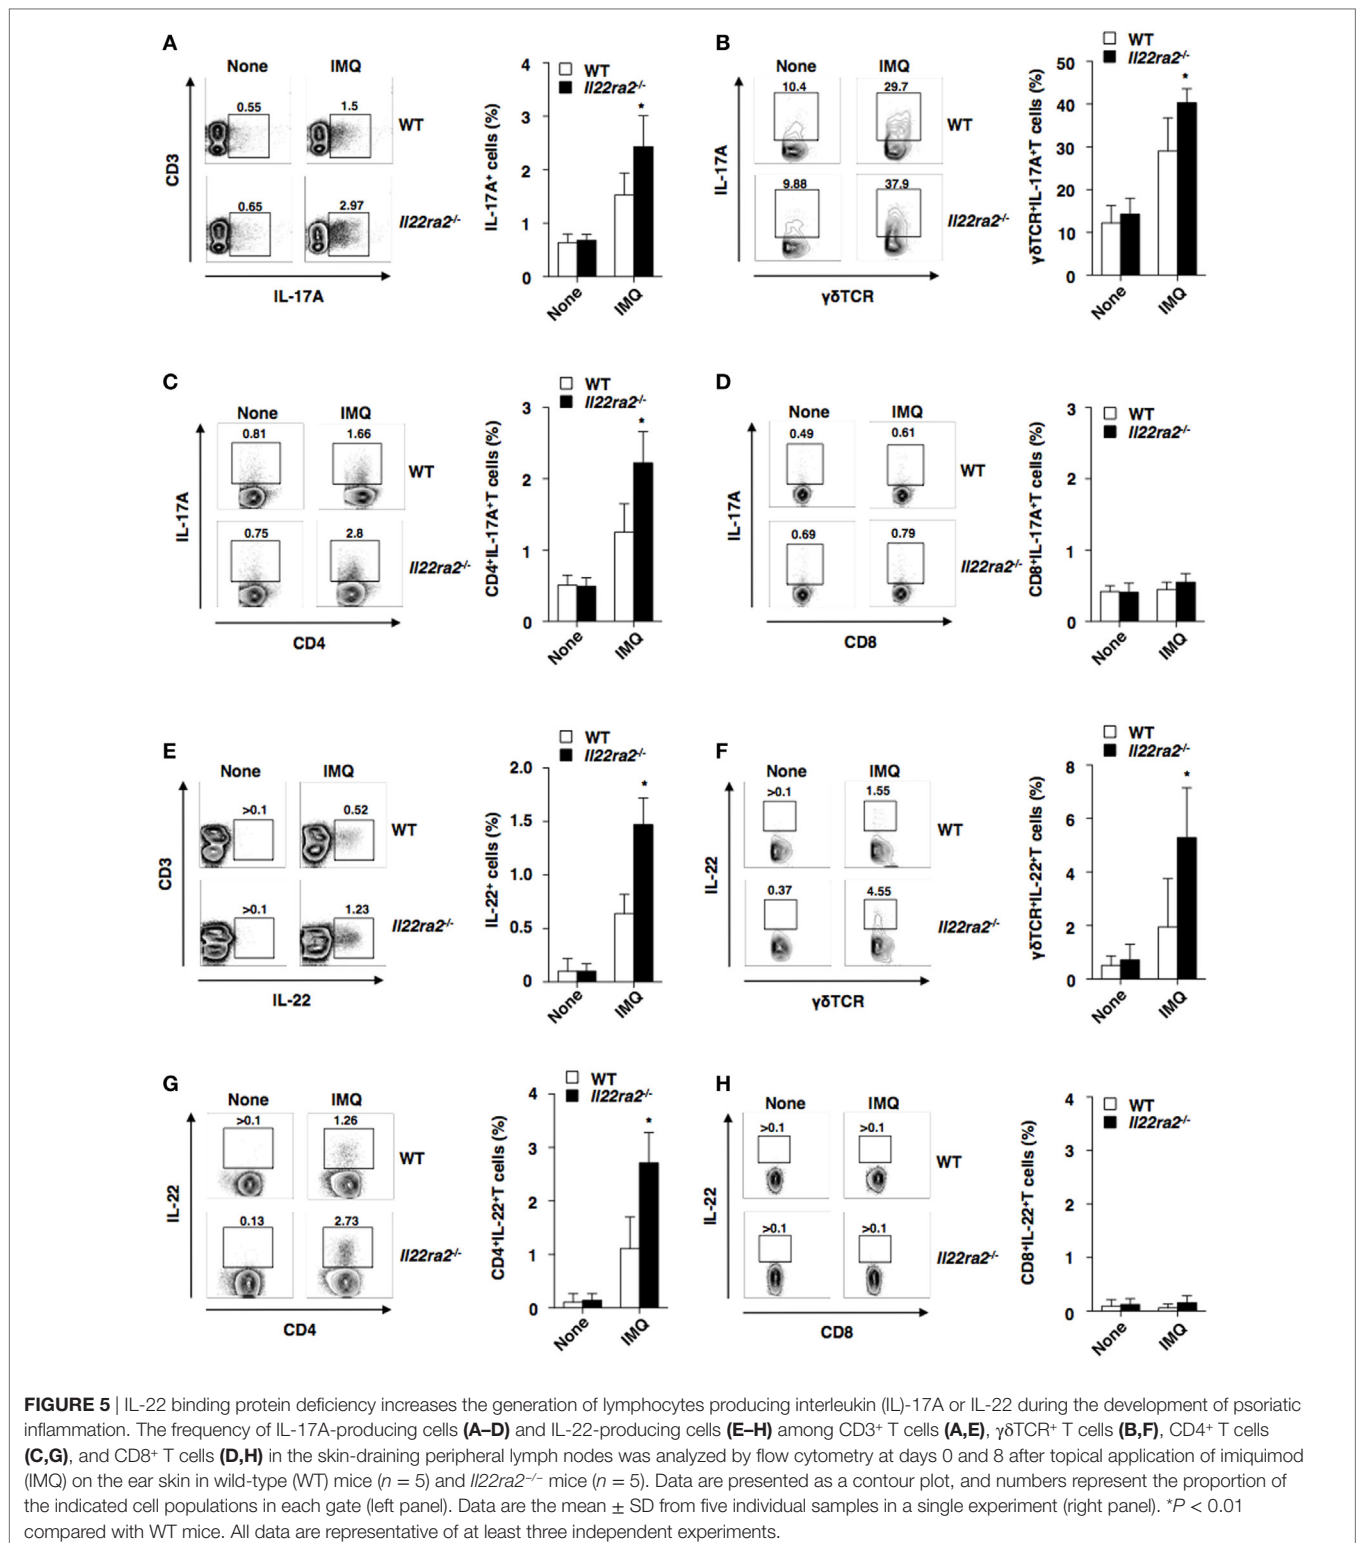 A
None
IMQ
0.55
1.5
WT
CD3
0.65
2.97
Il22ra2-/-
IL-17A
WT
Il22ra2-/-
IL-17A+ cells (%)
4
3
2
1
0
*
None
IMQ
B
None
IMQ
10.4
29.7
WT
IL-17A
9.88
37.9
Il22ra2-/-
γδTCR
WT
Il22ra2-/-
γδTCR+IL-17A+T cells (%)
50
40
30
20
10
0
*
None
IMQ
C
None
IMQ
0.81
1.66
WT
IL-17A
0.75
2.8
Il22ra2-/-
CD4
WT
Il22ra2-/-
CD4+IL-17A+T cells (%)
3
2
1
0
*
None
IMQ
D
None
IMQ
0.49
0.61
WT
IL-17A
0.69
0.79
Il22ra2-/-
CD8
WT
Il22ra2-/-
CD8+IL-17A+T cells (%)
3
2
1
0
None
IMQ
E
None
IMQ
>0.1
0.52
WT
CD3
>0.1
1.23
Il22ra2-/-
IL-22
WT
Il22ra2-/-
IL-22+ cells (%)
2.0
1.5
1.0
0.5
0
*
None
IMQ
F
None
IMQ
>0.1
1.55
WT
IL-22
0.37
4.55
Il22ra2-/-
γδTCR
WT
Il22ra2-/-
γδTCR+IL-22+T cells (%)
8
6
4
2
0
*
None
IMQ
G
None
IMQ
>0.1
1.26
WT
IL-22
0.13
2.73
Il22ra2-/-
CD4
WT
Il22ra2-/-
CD4+IL-22+T cells (%)
4
3
2
1
0
*
None
IMQ
H
None
IMQ
>0.1
>0.1
WT
IL-22
>0.1
>0.1
Il22ra2-/-
CD8
WT
Il22ra2-/-
CD8+IL-22+T cells (%)
4
3
2
1
0
None
IMQ
FIGURE 5 | IL-22 binding protein deficiency increases the generation of lymphocytes producing interleukin (IL)-17A or IL-22 during the development of psoriatic
inflammation. The frequency of IL-17A-producing cells (A–D) and IL-22-producing cells (E–H) among CD3+ T cells (A,E), γδTCR+ T cells (B,F), CD4+ T cells
(C,G), and CD8+ T cells (D,H) in the skin-draining peripheral lymph nodes was analyzed by flow cytometry at days 0 and 8 after topical application of imiquimod
(IMQ) on the ear skin in wild-type (WT) mice (n = 5) and Il22ra2−/− mice (n = 5). Data are presented as a contour plot, and numbers represent the proportion of
the indicated cell populations in each gate (left panel). Data are the mean ± SD from five individual samples in a single experiment (right panel). *P < 0.01
compared with WT mice. All data are representative of at least three independent experiments.